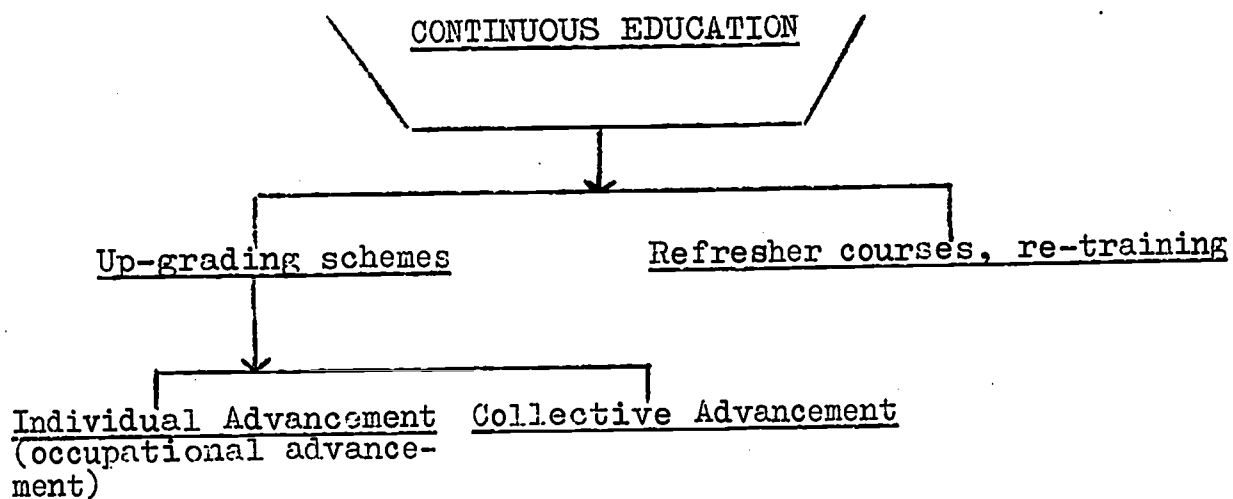 CONTINUOUS EDUCATION
Up-grading schemes
Refresher courses, re-training
Individual Advancement
(occupational advance-
ment)
Collective Advancement